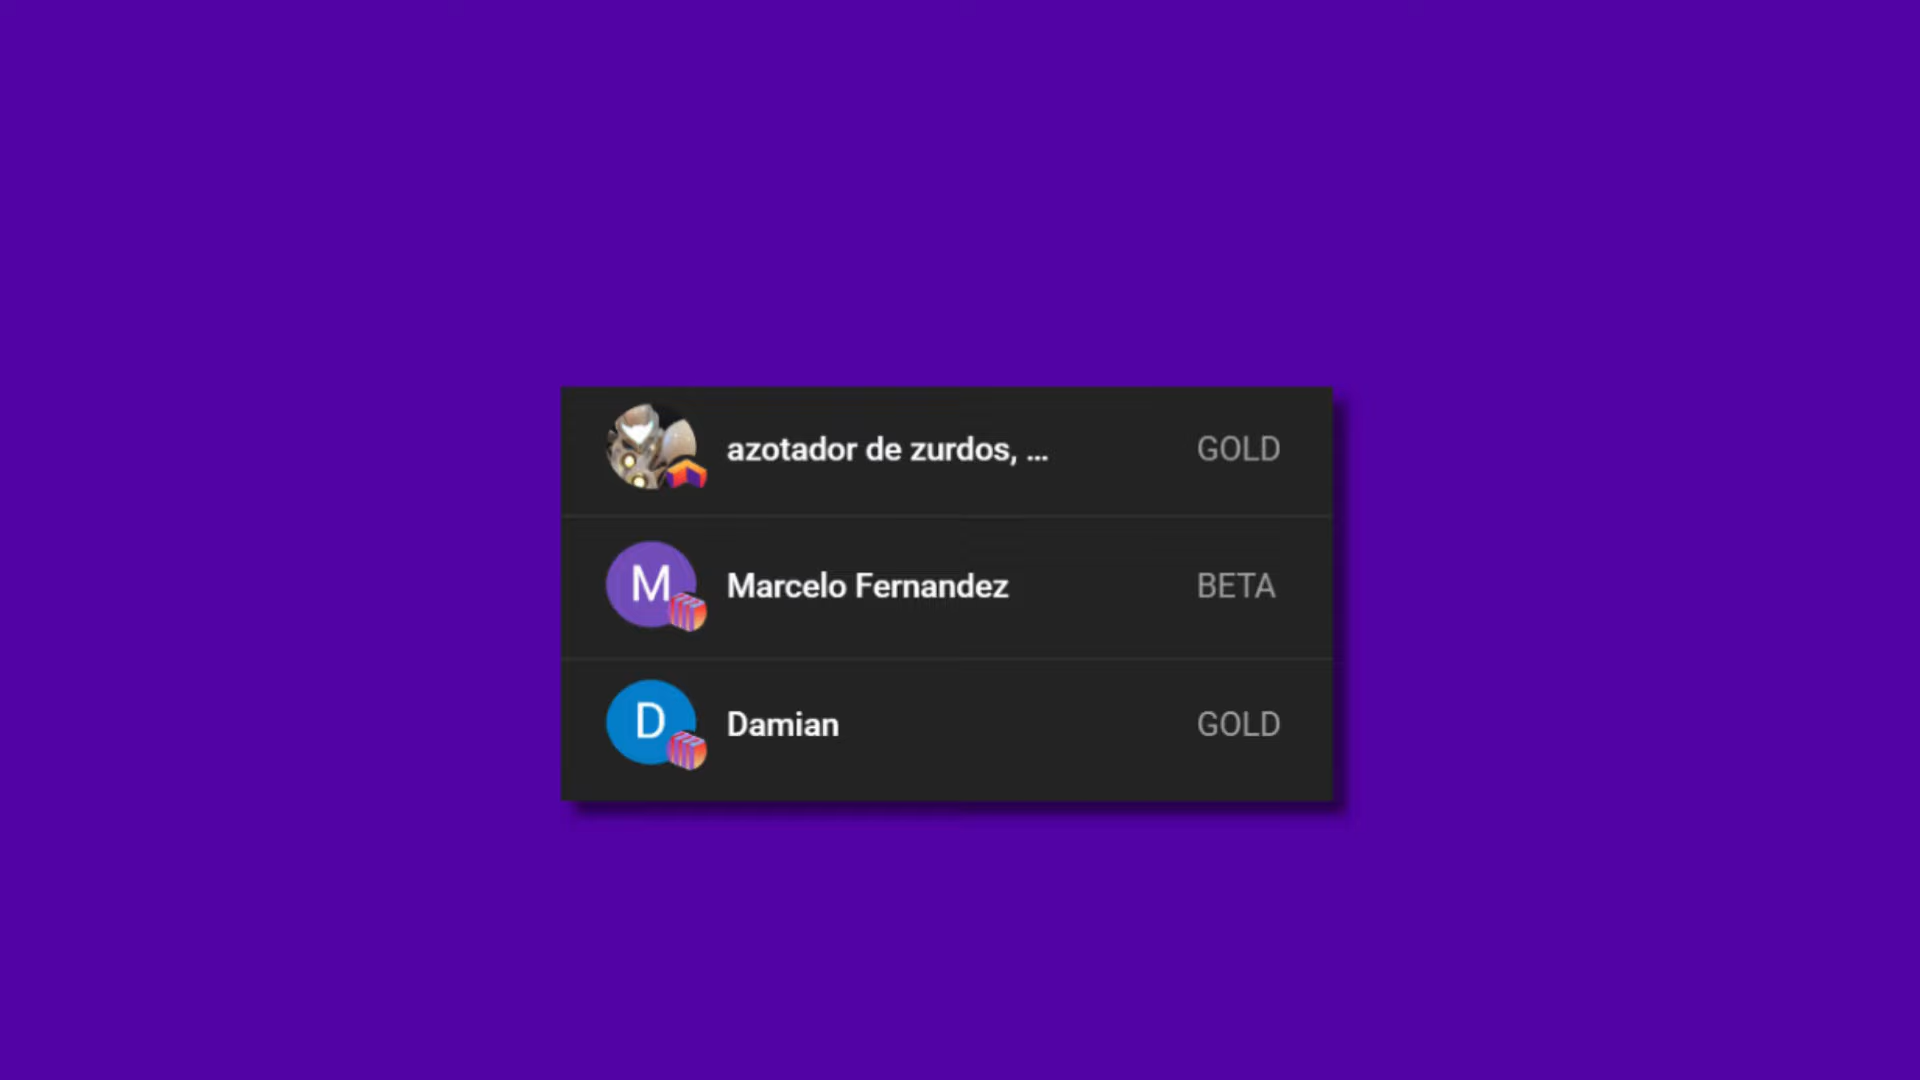 azotador de zurdos, ... GOLD
M Marcelo Fernandez BETA
D Damian GOLD